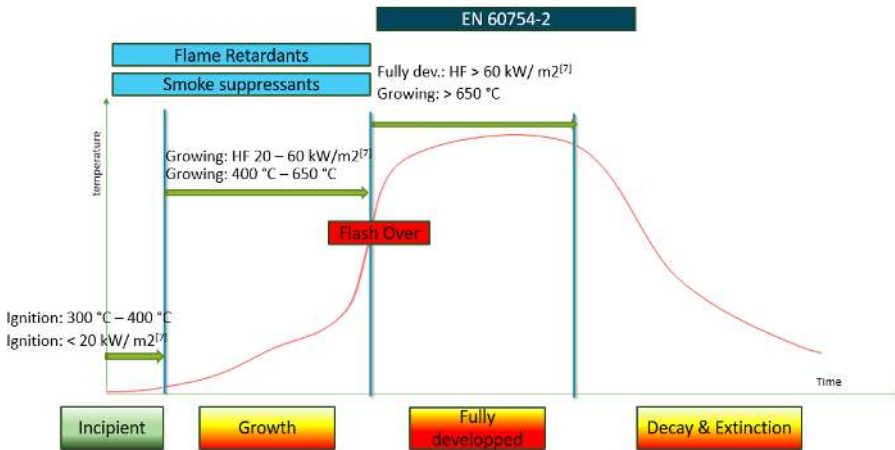 EN 60754-2
Flame Retardants
Smoke suppressants
Fully dev.: HF > 60 kW/ m2[7]
Growing: > 650 °C
temperature
Growing: HF 20 – 60 kW/m2[7]
Growing: 400 °C – 650 °C
Flash Over
Ignition: 300 °C – 400 °C
Ignition: < 20 kW/ m2[7]
Time
Incipient
Growth
Fully
developped
Decay & Extinction